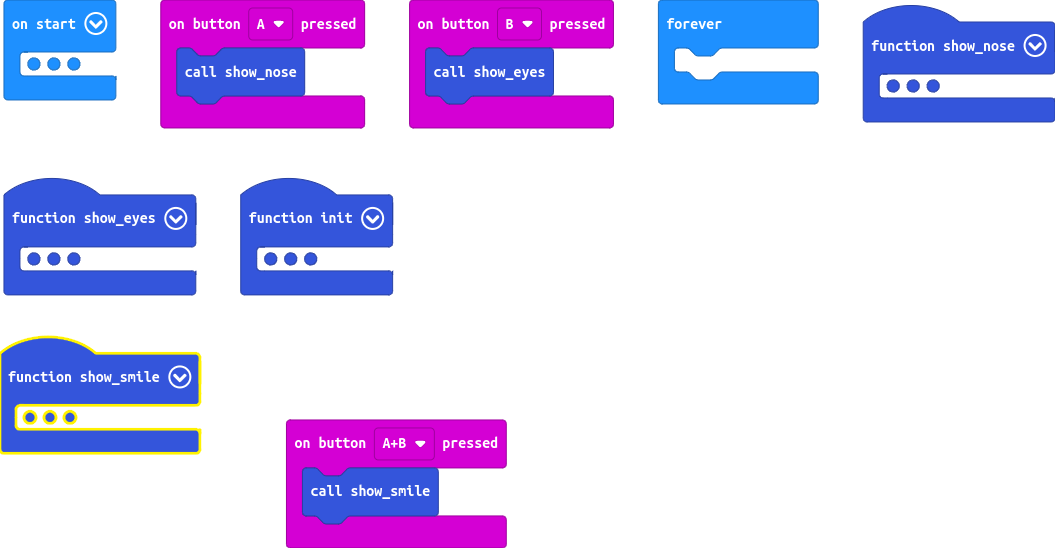 on start
on button A pressed
call show_nose
on button B pressed
call show_eyes
forever
function show_nose
function show_eyes
function init
function show_smile
on button A+B pressed
call show_smile